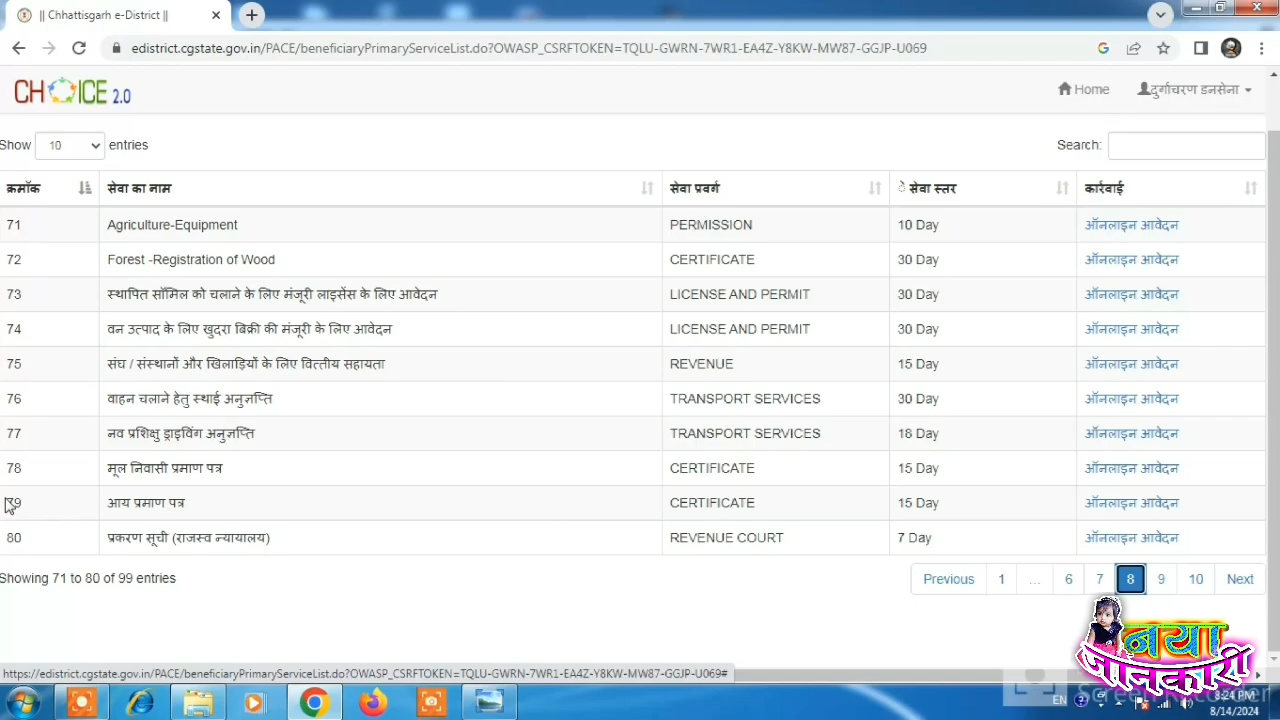 || Chhattisgarh e-District ||
edistrict.cgstate.gov.in/PACE/beneficiaryPrimaryServiceList.do?OWASP_CSRFTOKEN=TQLU-GWRN-7WR1-EA4Z-Y8KW-MW87-GGJP-U069
CHOICE 2.0 Home दुर्गाचरण डनसेना
Show 10 entries Search:
क्रमाँक सेवा का नाम सेवा प्रवर्ग े सेवा स्तर कार्रवाई
71 Agriculture-Equipment PERMISSION 10 Day ऑनलाइन आवेदन
72 Forest -Registration of Wood CERTIFICATE 30 Day ऑनलाइन आवेदन
73 स्थापित सॉमिल को चलाने के लिए मंजूरी लाइसेंस के लिए आवेदन LICENSE AND PERMIT 30 Day ऑनलाइन आवेदन
74 वन उत्पाद के लिए खुदरा बिक्री की मंजूरी के लिए आवेदन LICENSE AND PERMIT 30 Day ऑनलाइन आवेदन
75 संघ / संस्थानों और खिलाड़ियों के लिए वित्तीय सहायता REVENUE 15 Day ऑनलाइन आवेदन
76 वाहन चलाने हेतु स्थाई अनुज्ञप्ति TRANSPORT SERVICES 30 Day ऑनलाइन आवेदन
77 नव प्रशिक्षु ड्राइविंग अनुज्ञप्ति TRANSPORT SERVICES 18 Day ऑनलाइन आवेदन
78 मूल निवासी प्रमाण पत्र CERTIFICATE 15 Day ऑनलाइन आवेदन
79 आय प्रमाण पत्र CERTIFICATE 15 Day ऑनलाइन आवेदन
80 प्रकरण सूची (राजस्व न्यायालय) REVENUE COURT 7 Day ऑनलाइन आवेदन
Showing 71 to 80 of 99 entries Previous 1 ... 6 7 8 9 10 Next
नया
जानकारी
https://edistrict.cgstate.gov.in/PACE/beneficiaryPrimaryServiceList.do?OWASP_CSRFTOKEN=TQLU-GWRN-7WR1-EA4Z-Y8KW-MW87-GGJP-U069#
EN 8:24 PM
8/14/2024